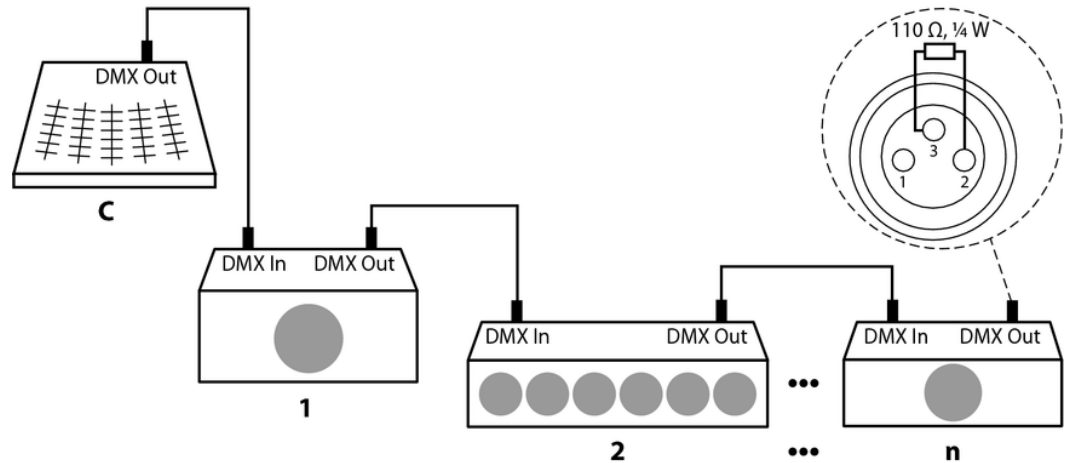 110 Ω, ¼ W
DMX Out
3
1
2
C
DMX In
DMX Out
1
DMX In
DMX Out
•••
DMX In
DMX Out
2
•••
n